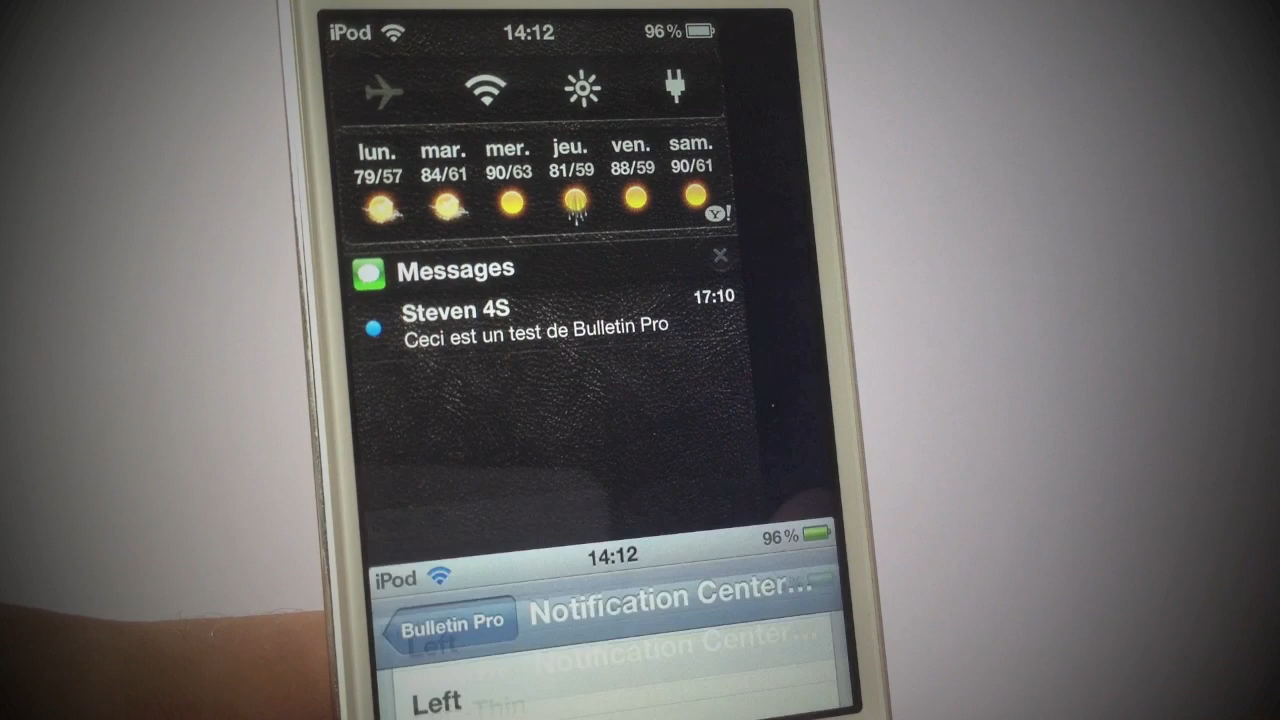 iPod 14:12 96%
lun. mar. mer. jeu. ven. sam.
79/57 84/61 90/63 81/59 88/59 90/61
Y!
Messages
Steven 4S 17:10
Ceci est un test de Bulletin Pro
iPod 14:12 96%
Bulletin Pro Notification Center...
Left Notification Center...
Left Thin